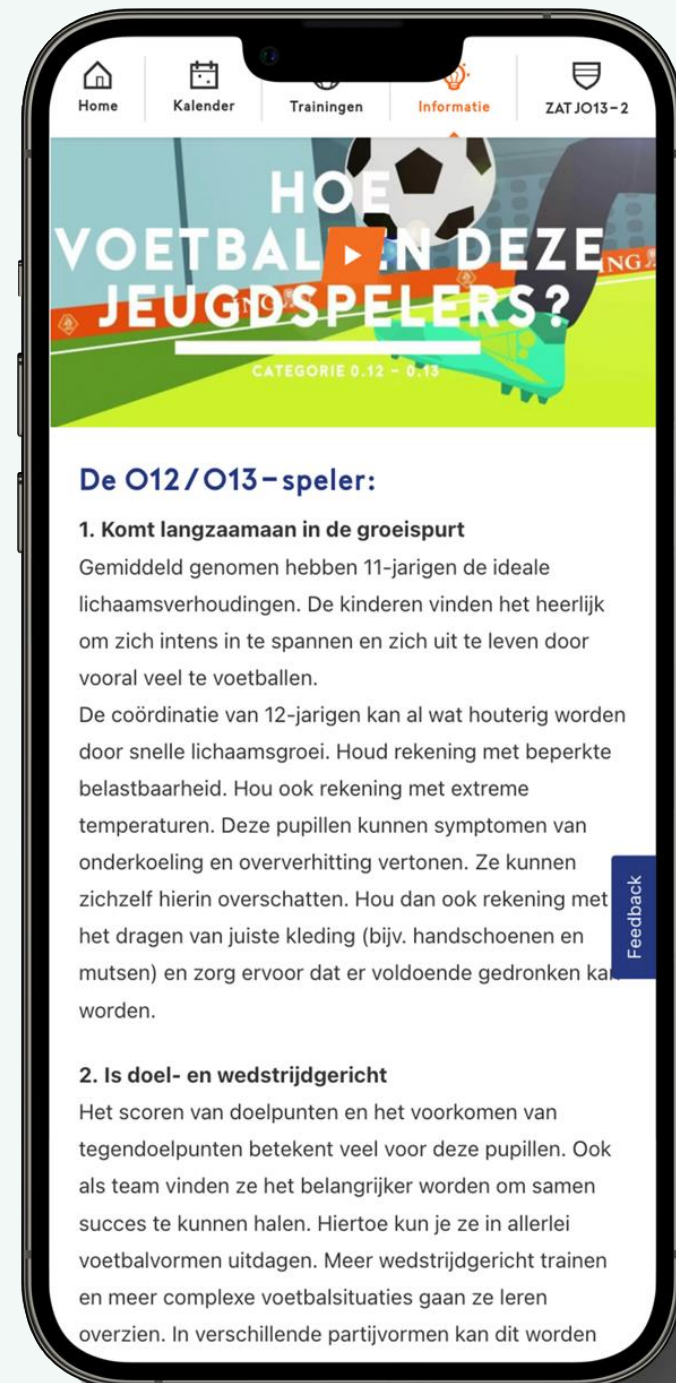 Home
Kalender
Trainingen
Informatie
ZAT JO13-2
HOE
VOETBALLEN DEZE
JEUGDSPELERS?
ING
ING
CATEGORIE O.12 - O.13
De O12/O13-speler:
1. Komt langzaamaan in de groeispurt
Gemiddeld genomen hebben 11-jarigen de ideale
lichaamsverhoudingen. De kinderen vinden het heerlijk
om zich intens in te spannen en zich uit te leven door
vooral veel te voetballen.
De coördinatie van 12-jarigen kan al wat houterig worden
door snelle lichaamsgroei. Houd rekening met beperkte
belastbaarheid. Hou ook rekening met extreme
temperaturen. Deze pupillen kunnen symptomen van
onderkoeling en oververhitting vertonen. Ze kunnen
zichzelf hierin overschatten. Hou dan ook rekening met
het dragen van juiste kleding (bijv. handschoenen en
mutsen) en zorg ervoor dat er voldoende gedronken kan
worden.
Feedback
2. Is doel- en wedstrijdgericht
Het scoren van doelpunten en het voorkomen van
tegendoelpunten betekent veel voor deze pupillen. Ook
als team vinden ze het belangrijker worden om samen
succes te kunnen halen. Hiertoe kun je ze in allerlei
voetbalvormen uitdagen. Meer wedstrijdgericht trainen
en meer complexe voetbalsituaties gaan ze leren
overzien. In verschillende partijvormen kan dit worden